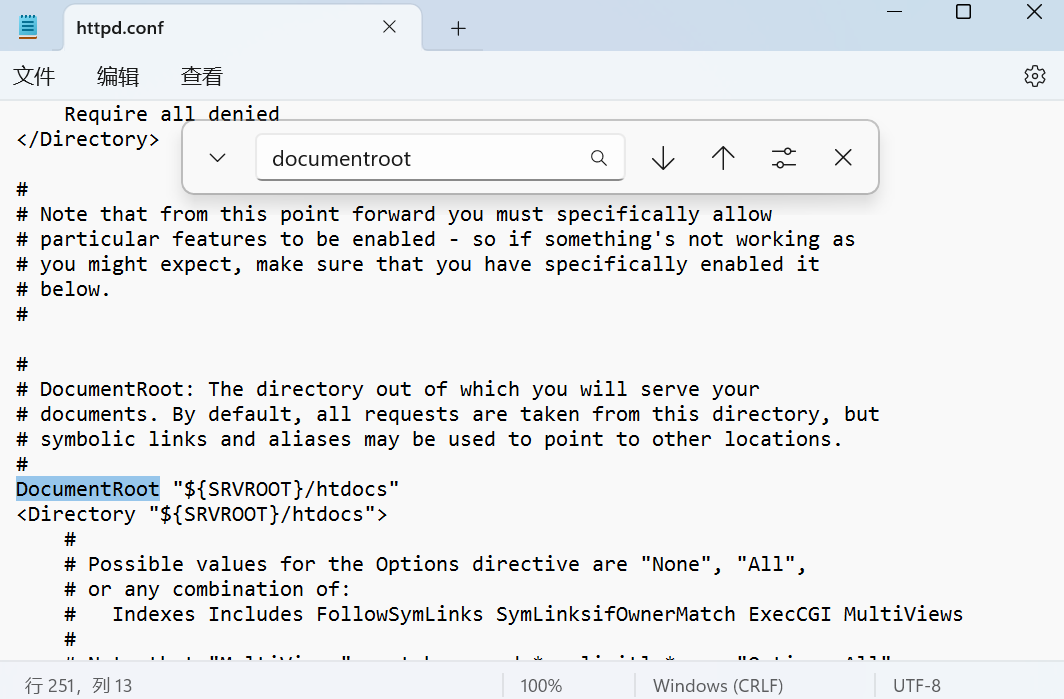 httpd.conf
文件 编辑 查看
    Require all denied
</Directory>
documentroot
#
# Note that from this point forward you must specifically allow
# particular features to be enabled - so if something's not working as
# you might expect, make sure that you have specifically enabled it
# below.
#
#
# DocumentRoot: The directory out of which you will serve your
# documents. By default, all requests are taken from this directory, but
# symbolic links and aliases may be used to point to other locations.
#
DocumentRoot "${SRVROOT}/htdocs"
<Directory "${SRVROOT}/htdocs">
    #
    # Possible values for the Options directive are "None", "All",
    # or any combination of:
    #   Indexes Includes FollowSymLinks SymLinksifOwnerMatch ExecCGI MultiViews
    #
行 251，列 13 100% Windows (CRLF) UTF-8